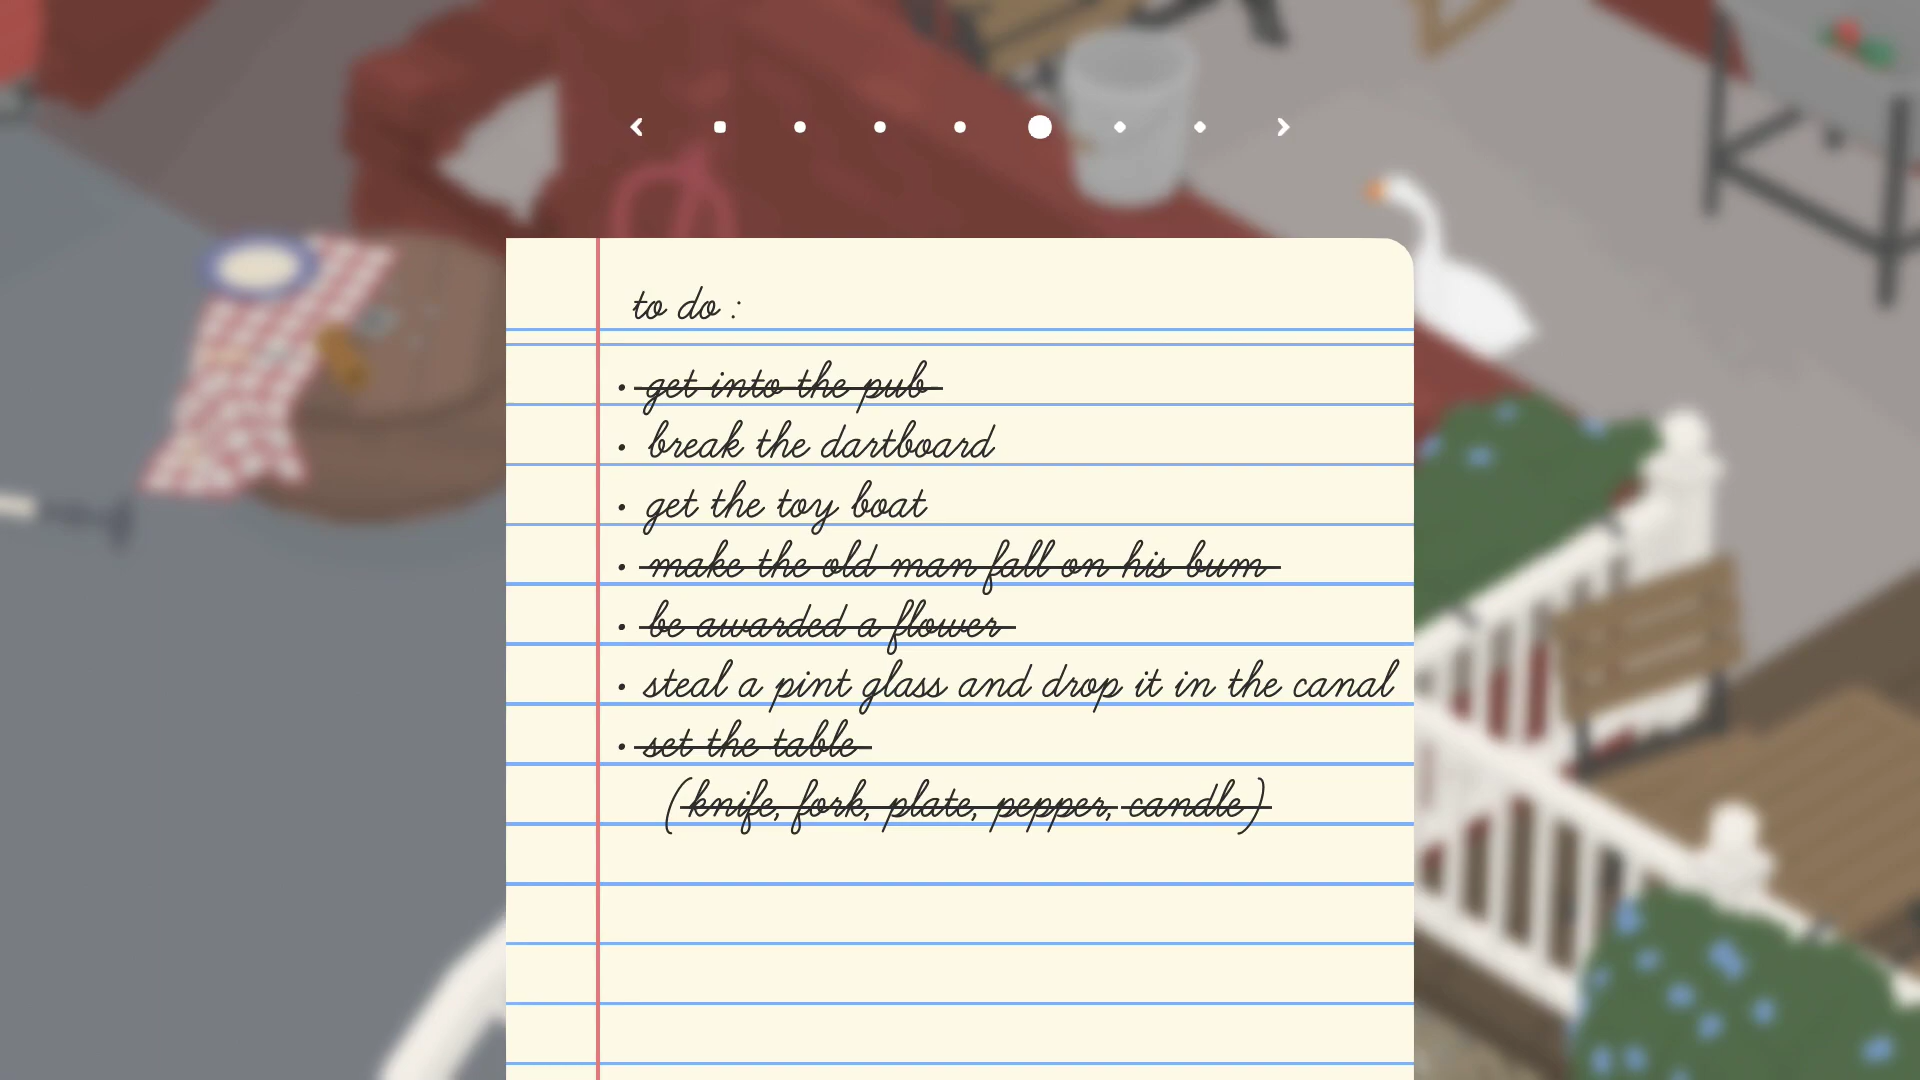 to do :
• get into the pub
• break the dartboard
• get the toy boat
• make the old man fall on his bum
• be awarded a flower
• steal a pint glass and drop it in the canal
• set the table
(knife, fork, plate, pepper, candle)